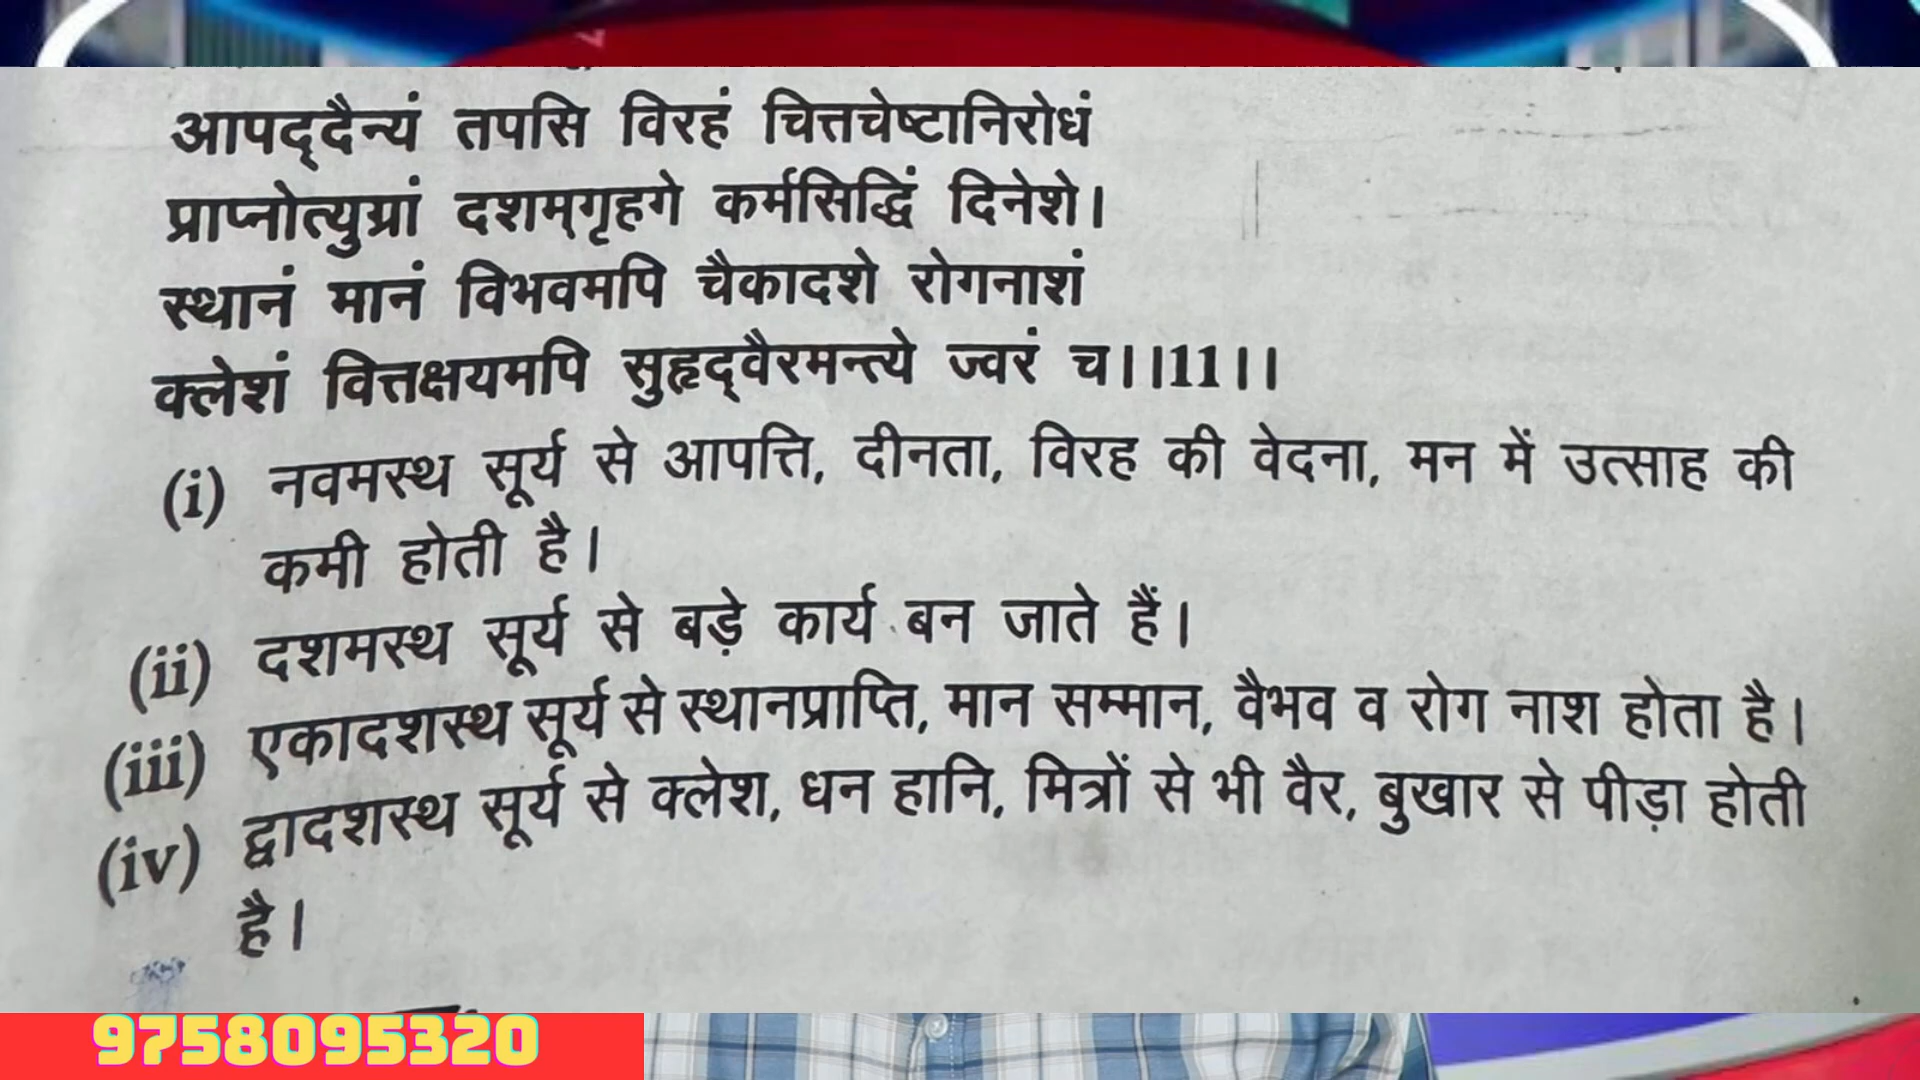 आपद्दैन्यं तपसि विरहं चित्तचेष्टानिरोधं
प्राप्नोत्युग्रां दशम्गृहगे कर्मसिद्धिं दिनेशे।
स्थानं मानं विभवमपि चैकादशे रोगनाशं
क्लेशं वित्तक्षयमपि सुहृद्वैरमन्त्ये ज्वरं च।।11।।
(i) नवमस्थ सूर्य से आपत्ति, दीनता, विरह की वेदना, मन में उत्साह की
कमी होती है।
(ii) दशमस्थ सूर्य से बड़े कार्य बन जाते हैं।
(iii) एकादशस्थ सूर्य से स्थानप्राप्ति, मान सम्मान, वैभव व रोग नाश होता है।
(iv) द्वादशस्थ सूर्य से क्लेश, धन हानि, मित्रों से भी वैर, बुखार से पीड़ा होती
है।
9758095320